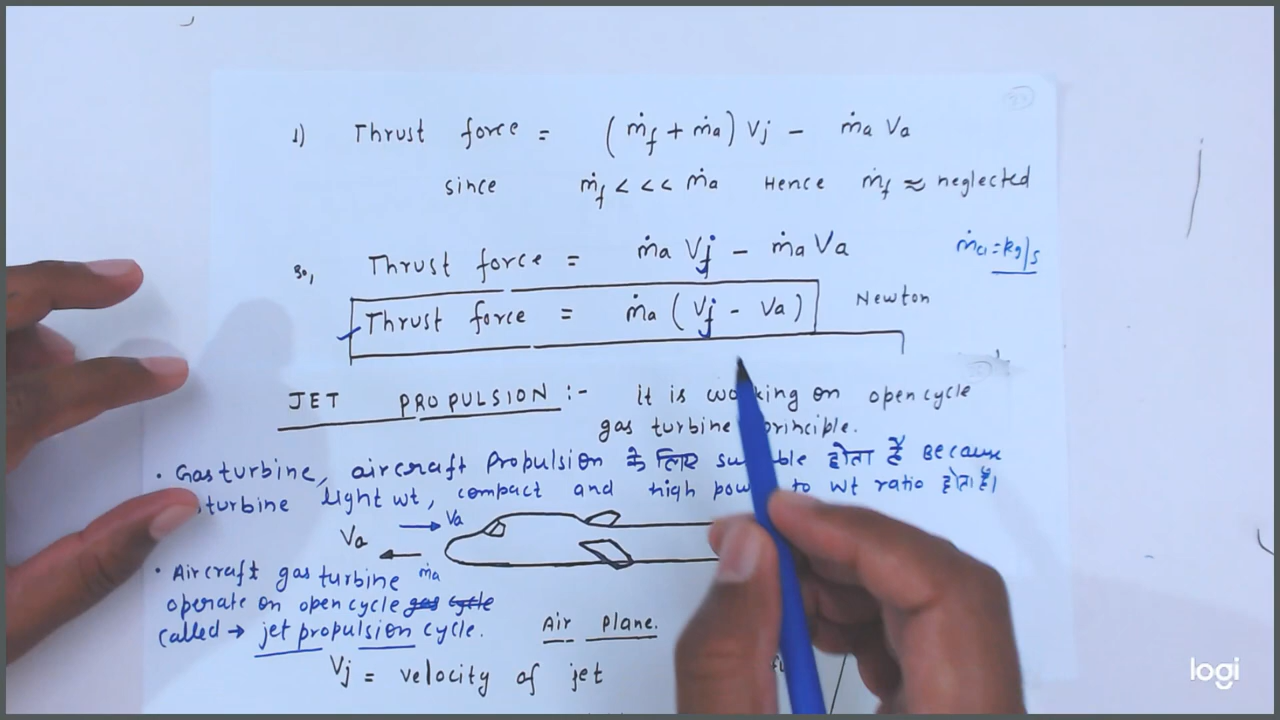 1) Thrust force = (ṁf + ṁa) Vj - ṁa Va
since ṁf <<< ṁa Hence ṁf ≈ neglected
so, Thrust force = ṁa Vj - ṁa Va
ṁa = kg/s
Thrust force = ṁa (Vj - Va) Newton
JET PROPULSION :- it is working on open cycle
gas turbine principle.
• Gas turbine, aircraft propulsion के लिए suitable होता है Because
turbine light wt, compact and high power to wt ratio होता है।
Va Va
• Aircraft gas turbine ṁa
operate on open cycle gas cycle
called → jet propulsion cycle.
Air plane.
Vj = velocity of jet
logi